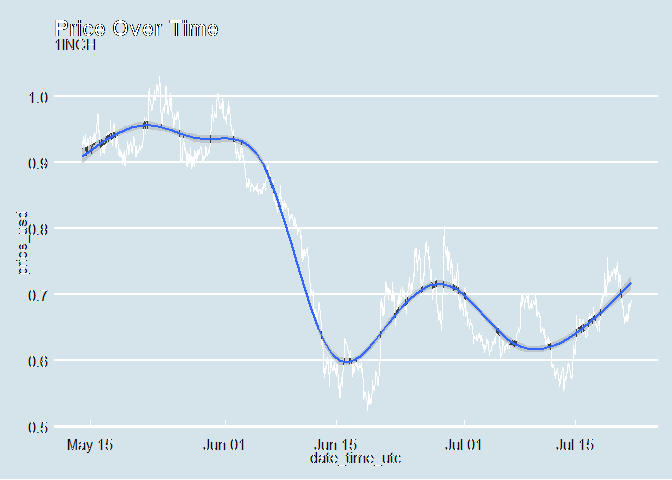 Price Over Time
1INCH
1.0
0.9
0.8
0.7
0.6
0.5
price_usd
May 15
Jun 01
Jun 15
Jul 01
Jul 15
date_time_utc